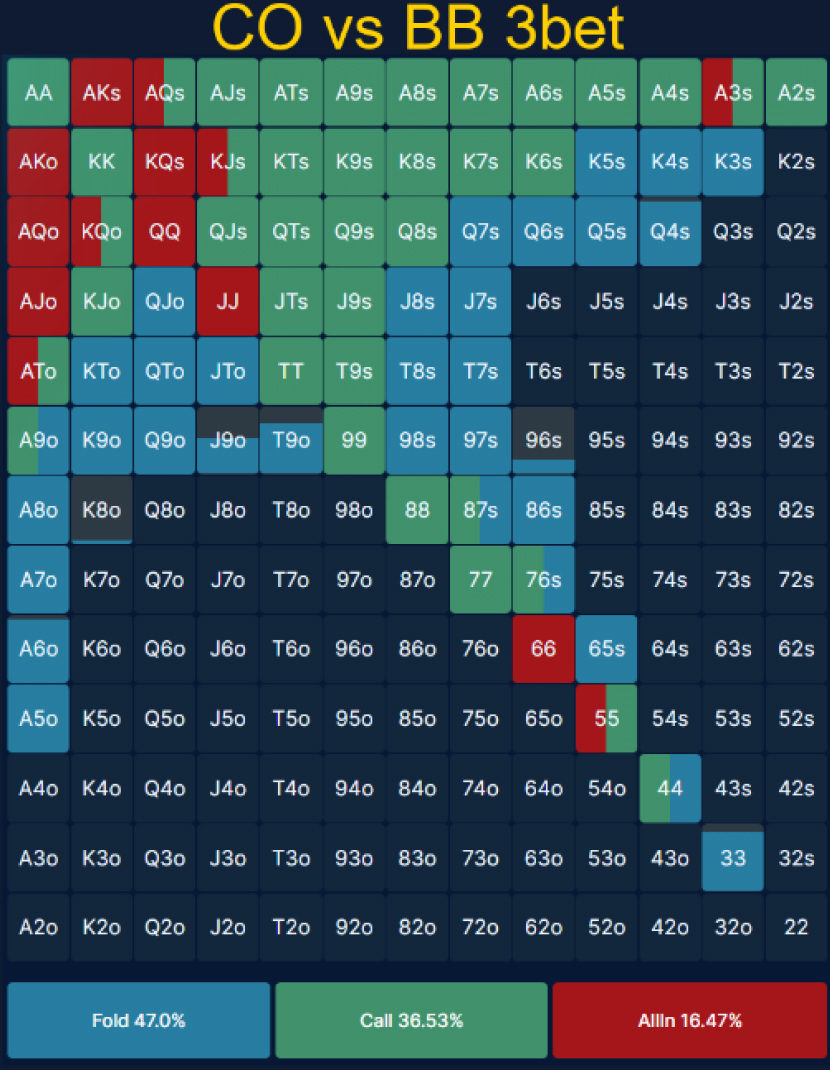 CO vs BB 3bet
AA AKs AQs AJs ATs A9s A8s A7s A6s A5s A4s A3s A2s
AKo KK KQs KJs KTs K9s K8s K7s K6s K5s K4s K3s K2s
AQo KQo QQ QJs QTs Q9s Q8s Q7s Q6s Q5s Q4s Q3s Q2s
AJo KJo QJo JJ JTs J9s J8s J7s J6s J5s J4s J3s J2s
ATo KTo QTo JTo TT T9s T8s T7s T6s T5s T4s T3s T2s
A9o K9o Q9o J9o T9o 99 98s 97s 96s 95s 94s 93s 92s
A8o K8o Q8o J8o T8o 98o 88 87s 86s 85s 84s 83s 82s
A7o K7o Q7o J7o T7o 97o 87o 77 76s 75s 74s 73s 72s
A6o K6o Q6o J6o T6o 96o 86o 76o 66 65s 64s 63s 62s
A5o K5o Q5o J5o T5o 95o 85o 75o 65o 55 54s 53s 52s
A4o K4o Q4o J4o T4o 94o 84o 74o 64o 54o 44 43s 42s
A3o K3o Q3o J3o T3o 93o 83o 73o 63o 53o 43o 33 32s
A2o K2o Q2o J2o T2o 92o 82o 72o 62o 52o 42o 32o 22
Fold 47.0% Call 36.53% AllIn 16.47%